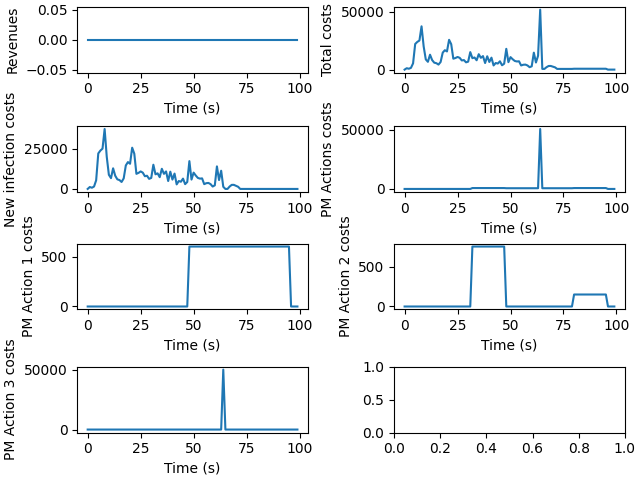 Revenues
0.05
0.00
−0.05
0 25 50 75 100
Time (s)
Total costs
50000
0
0 25 50 75 100
Time (s)
New infection costs
25000
0
0 25 50 75 100
Time (s)
PM Actions costs
50000
0
0 25 50 75 100
Time (s)
PM Action 1 costs
500
0
0 25 50 75 100
Time (s)
PM Action 2 costs
500
0
0 25 50 75 100
Time (s)
PM Action 3 costs
50000
0
0 25 50 75 100
Time (s)
1.0
0.5
0.0
0.0 0.2 0.4 0.6 0.8 1.0